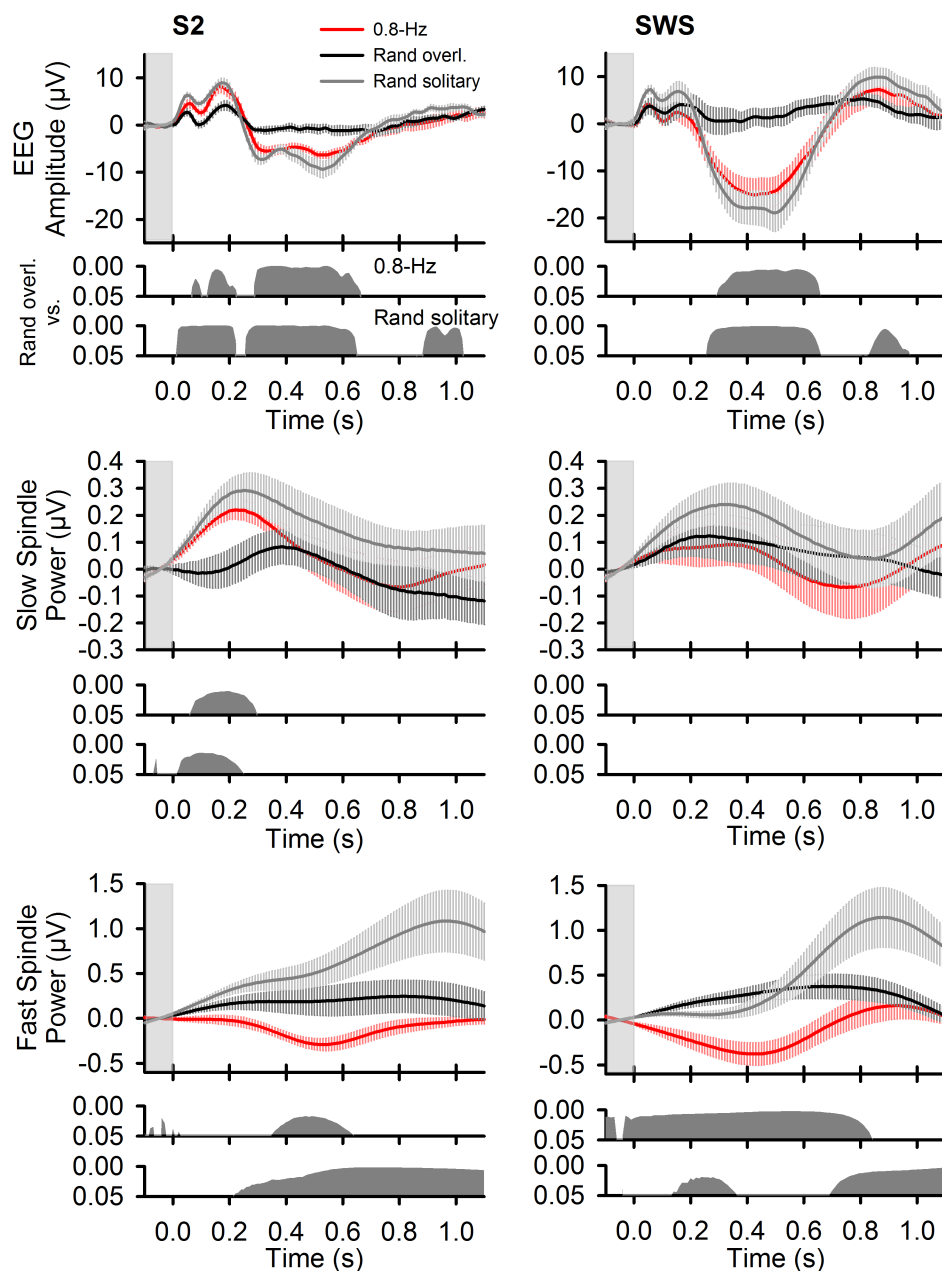 S2
0.8-Hz
Rand overl.
Rand solitary
SWS
EEG
Amplitude (µV)
10
0
-10
-20
10
0
-10
-20
Rand overl.
vs.
0.00
0.05
0.8-Hz
0.00
0.05
Rand solitary
0.00
0.05
0.00
0.05
0.0 0.2 0.4 0.6 0.8 1.0
Time (s)
0.0 0.2 0.4 0.6 0.8 1.0
Time (s)
Slow Spindle
Power (µV)
0.4
0.3
0.2
0.1
0.0
-0.1
-0.2
-0.3
0.4
0.3
0.2
0.1
0.0
-0.1
-0.2
-0.3
0.00
0.05
0.00
0.05
0.00
0.05
0.00
0.05
0.0 0.2 0.4 0.6 0.8 1.0
Time (s)
0.0 0.2 0.4 0.6 0.8 1.0
Time (s)
Fast Spindle
Power (µV)
1.5
1.0
0.5
0.0
-0.5
1.5
1.0
0.5
0.0
-0.5
0.00
0.05
0.00
0.05
0.00
0.05
0.00
0.05
0.0 0.2 0.4 0.6 0.8 1.0
Time (s)
0.0 0.2 0.4 0.6 0.8 1.0
Time (s)